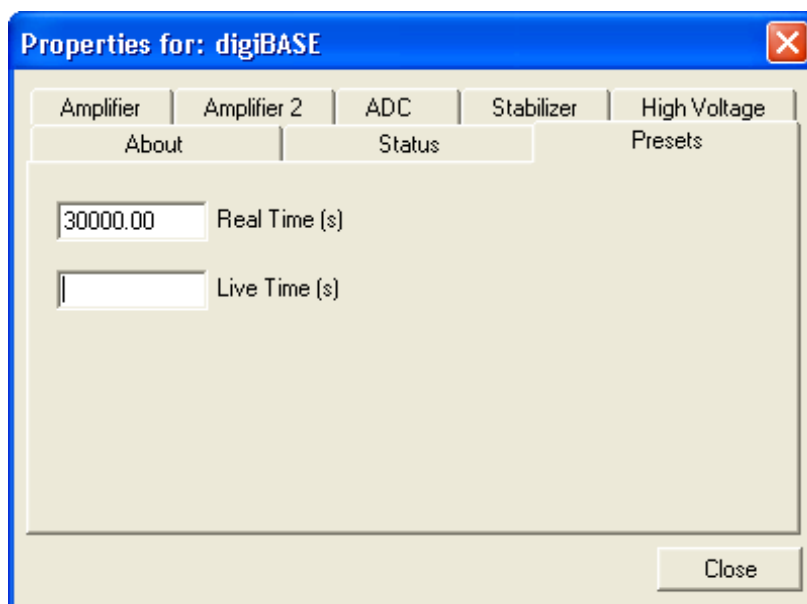 Properties for: digiBASE
Amplifier Amplifier 2 ADC Stabilizer High Voltage
About Status Presets
30000.00 Real Time (s)
Live Time (s)
Close